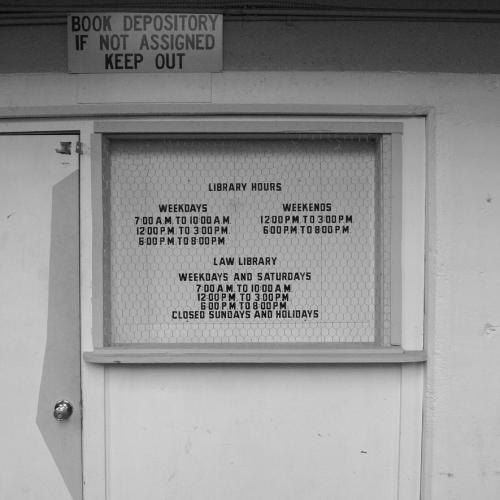 BOOK DEPOSITORY
IF NOT ASSIGNED
KEEP OUT
LIBRARY HOURS
WEEKDAYS
7:00 A.M. TO 10:00 A.M.
12:00 P.M. TO 3:00 P.M.
6:00 P.M. TO 8:00 P.M.
WEEKENDS
12:00 P.M. TO 3:00 P.M.
6:00 P.M. TO 8:00 P.M.
LAW LIBRARY
WEEKDAYS AND SATURDAYS
7:00 A.M. TO 10:00 A.M.
12:00 P.M. TO 3:00 P.M.
6:00 P.M. TO 8:00 P.M.
CLOSED SUNDAYS AND HOLIDAYS